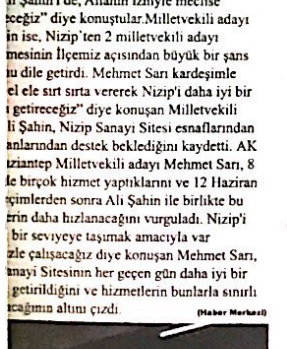 Ali Şahin'i de, Allahın izniyle meclise
eceğiz" diye konuştular.Milletvekili adayı
in ise, Nizip'ten 2 milletvekili adayı
mesinin İlçemiz açısından büyük bir şans
nu dile getirdi. Mehmet Sarı kardeşimle
el ele sırt sırta vererek Nizip'i daha iyi bir
getireceğiz" diye konuşan Milletvekili
li Şahin, Nizip Sanayi Sitesi esnaflarından
anlarından destek beklediğini kaydetti. AK
ziantep Milletvekili adayı Mehmet Sarı, 8
le birçok hizmet yaptıklarını ve 12 Haziran
çimlerden sonra Ali Şahin ile birlikte bu
erin daha hızlanacağını vurguladı. Nizip'i
bir seviyeye taşımak amacıyla var
zle çalışacağız diye konuşan Mehmet Sarı,
anayi Sitesinin her geçen gün daha iyi bir
getirildiğini ve hizmetlerin bunlarla sınırlı
acağının altını çizdi.
(Haber Merkezi)